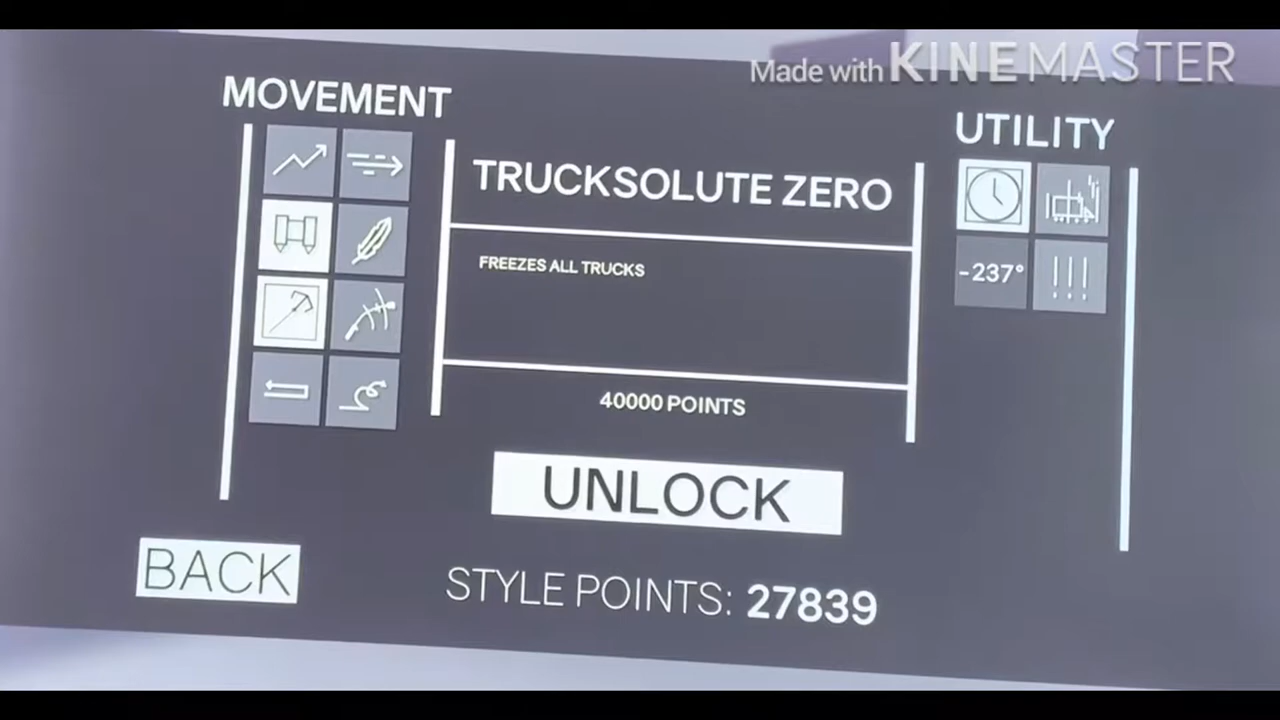 Made with KINEMASTER
MOVEMENT
UTILITY
TRUCKSOLUTE ZERO
FREEZES ALL TRUCKS
-237°
!!!
40000 POINTS
UNLOCK
BACK
STYLE POINTS: 27839